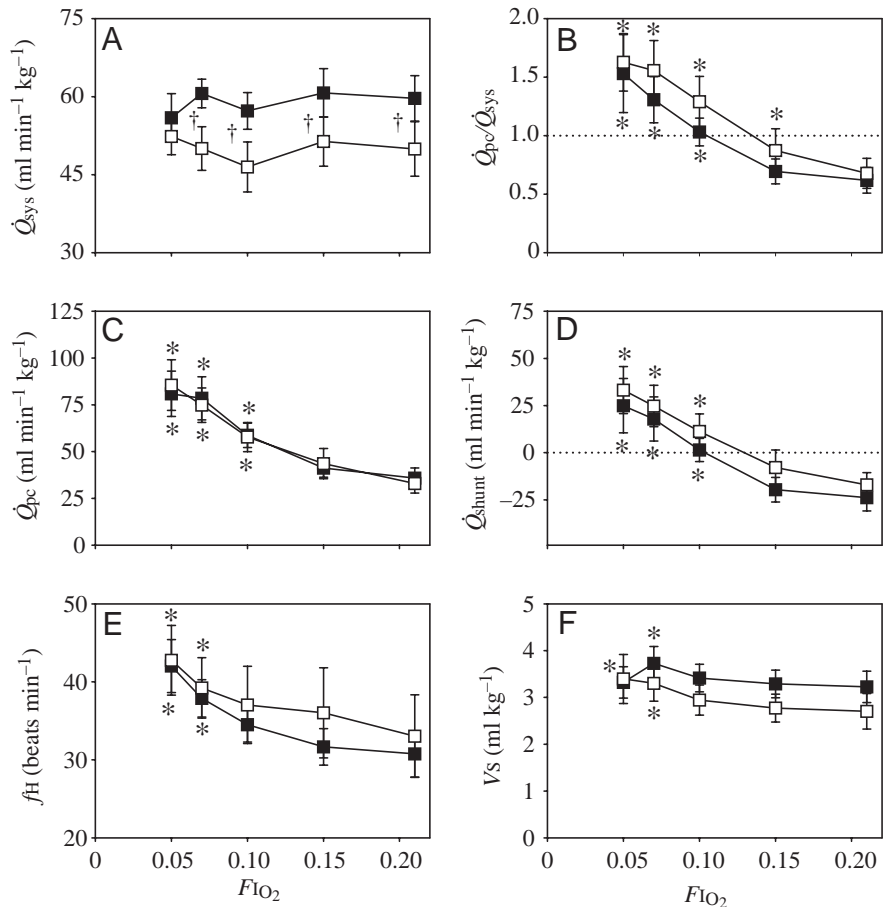 A
75
60
45
30
Q̇sys (ml min⁻¹ kg⁻¹)
† † † †
B
2.0
1.5
1.0
0.5
0
Q̇pc/Q̇sys
* * * *
* * *
C
125
100
75
50
25
0
Q̇pc (ml min⁻¹ kg⁻¹)
* * *
* * *
D
75
50
25
0
−25
Q̇shunt (ml min⁻¹ kg⁻¹)
* * *
* * *
E
50
40
30
20
fH (beats min⁻¹)
* *
* *
0 0.05 0.10 0.15 0.20
FIO₂
F
5
4
3
2
1
0
VS (ml kg⁻¹)
* *
*
0 0.05 0.10 0.15 0.20
FIO₂